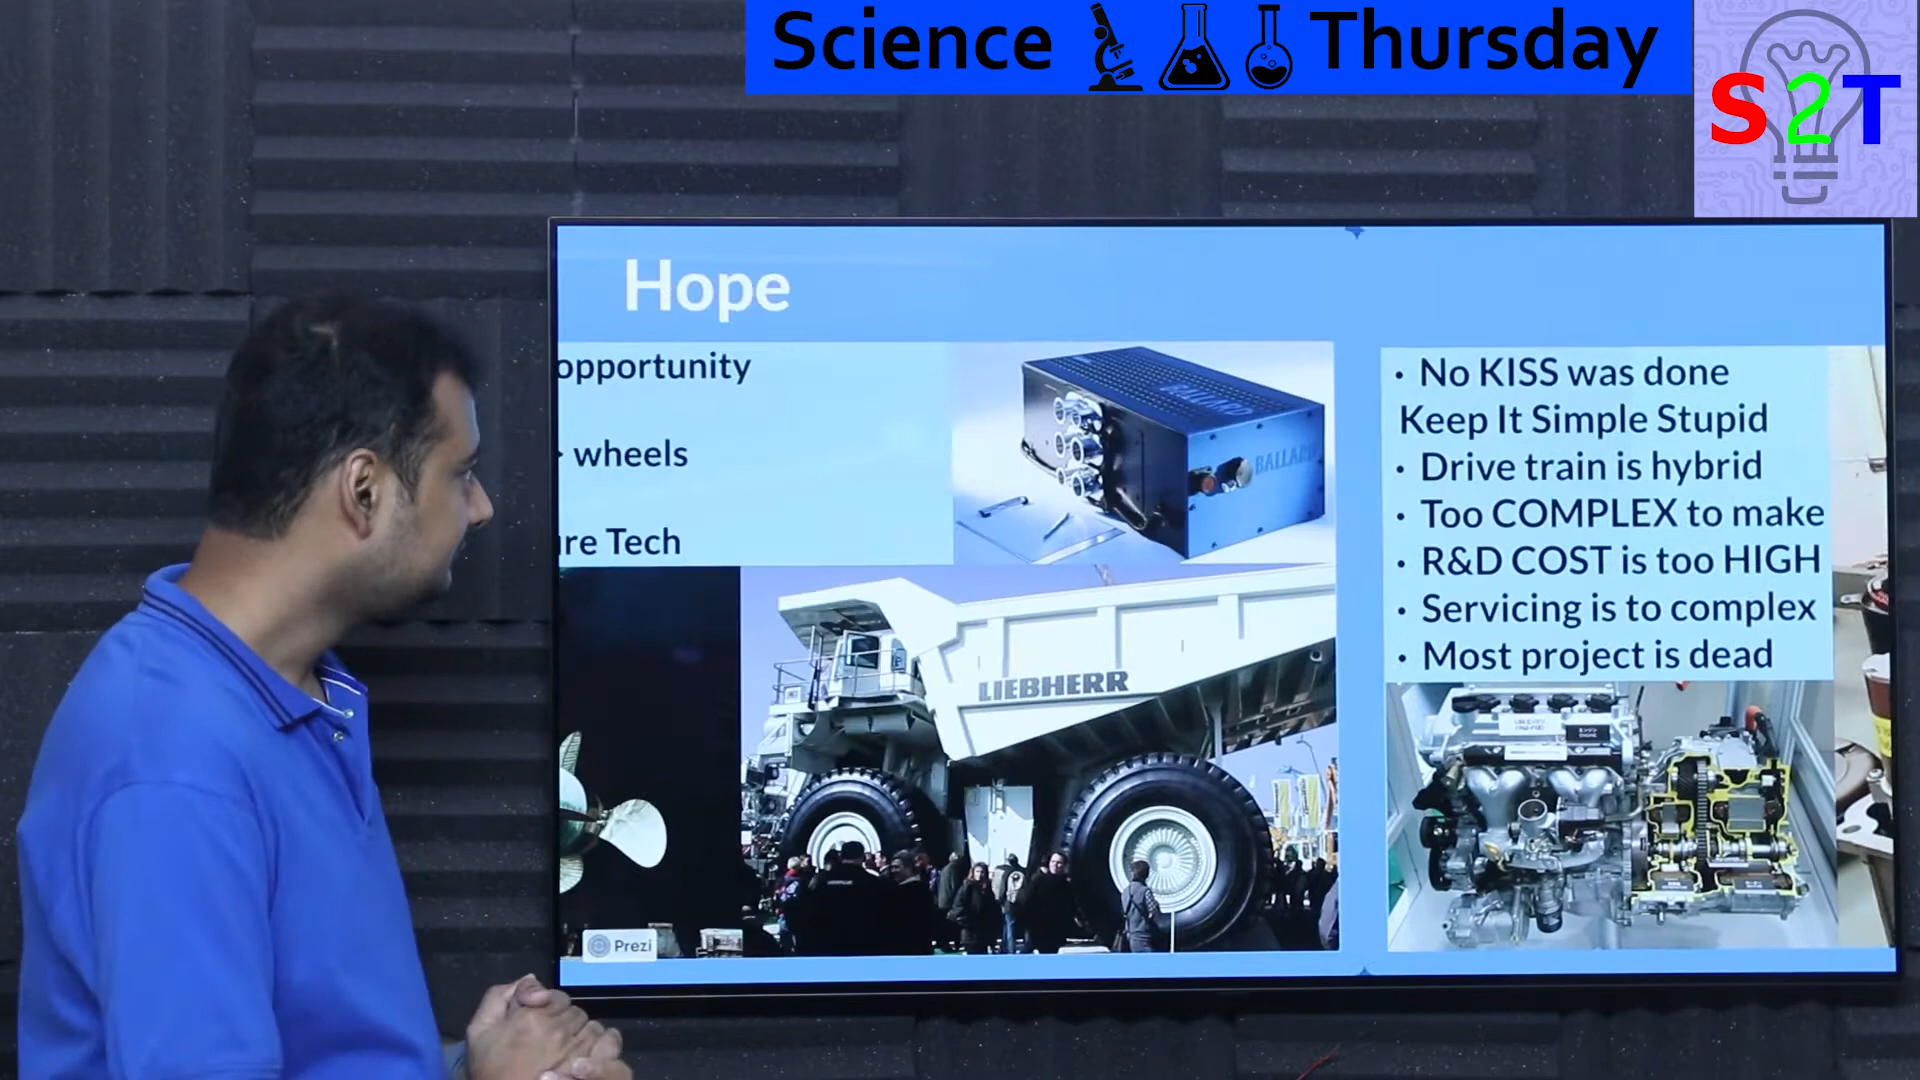 Science Thursday
S2T
Hope
opportunity
wheels
re Tech
BALLARD
BALLARD
LIEBHERR
Prezi
• No KISS was done
Keep It Simple Stupid
• Drive train is hybrid
• Too COMPLEX to make
• R&D COST is too HIGH
• Servicing is to complex
• Most project is dead